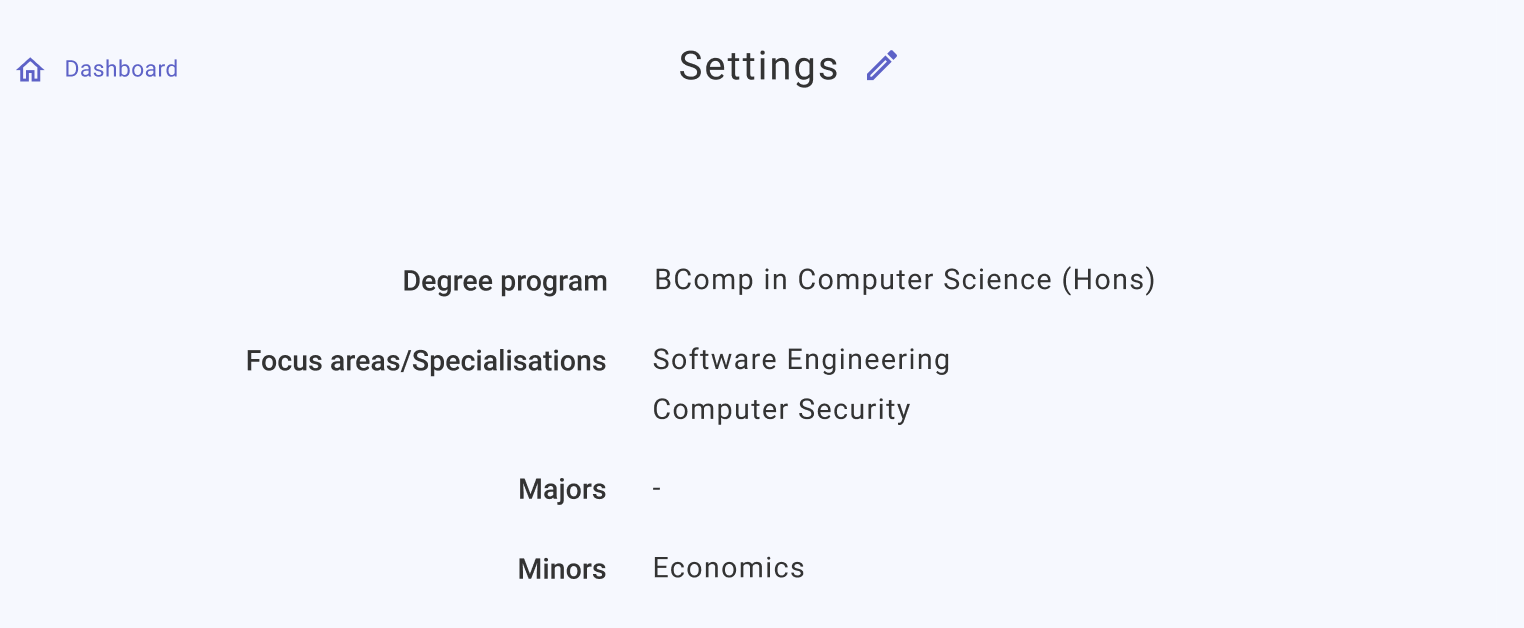 Dashboard
Settings
Degree program BComp in Computer Science (Hons)
Focus areas/Specialisations Software Engineering
Computer Security
Majors -
Minors Economics